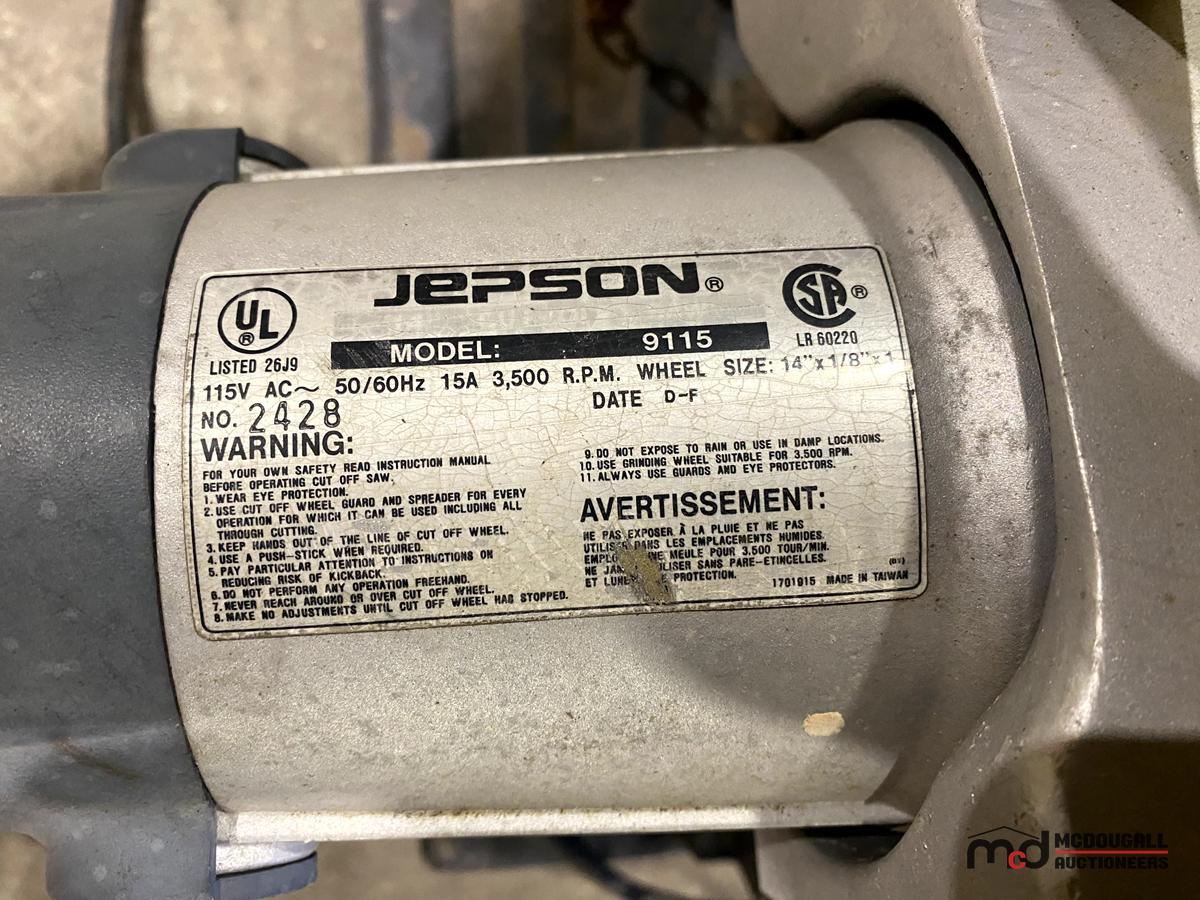 JEPSON®
UL ®
LISTED 26J9
SA ®
LR 60220
MODEL: 9115
115V AC~ 50/60Hz 15A 3,500 R.P.M. WHEEL SIZE: 14"x1/8"x1
NO. 2428
DATE D-F
WARNING:
FOR YOUR OWN SAFETY READ INSTRUCTION MANUAL
BEFORE OPERATING CUT OFF SAW.
1. WEAR EYE PROTECTION.
2. USE CUT OFF WHEEL GUARD AND SPREADER FOR EVERY
OPERATION FOR WHICH IT CAN BE USED INCLUDING ALL
THROUGH CUTTING.
3. KEEP HANDS OUT OF THE LINE OF CUT OFF WHEEL.
4. USE A PUSH-STICK WHEN REQUIRED.
5. PAY PARTICULAR ATTENTION TO INSTRUCTIONS ON
REDUCING RISK OF KICKBACK.
6. DO NOT PERFORM ANY OPERATION FREEHAND.
7. NEVER REACH AROUND OR OVER CUT OFF WHEEL.
8. MAKE NO ADJUSTMENTS UNTIL CUT OFF WHEEL HAS STOPPED.
9. DO NOT EXPOSE TO RAIN OR USE IN DAMP LOCATIONS.
10. USE GRINDING WHEEL SUITABLE FOR 3.500 RPM.
11. ALWAYS USE GUARDS AND EYE PROTECTORS.
AVERTISSEMENT:
NE PAS EXPOSER À LA PLUIE ET NE PAS
DANS LES EMPLACEMENTS HUMIDES.
MEULE POUR 3.500 TOUR/MIN.
NE SANS PARE-ETINCELLES.
ET PROTECTION.
1701915 MADE IN TAIWAN
mcd MCDOUGALL
AUCTIONEERS